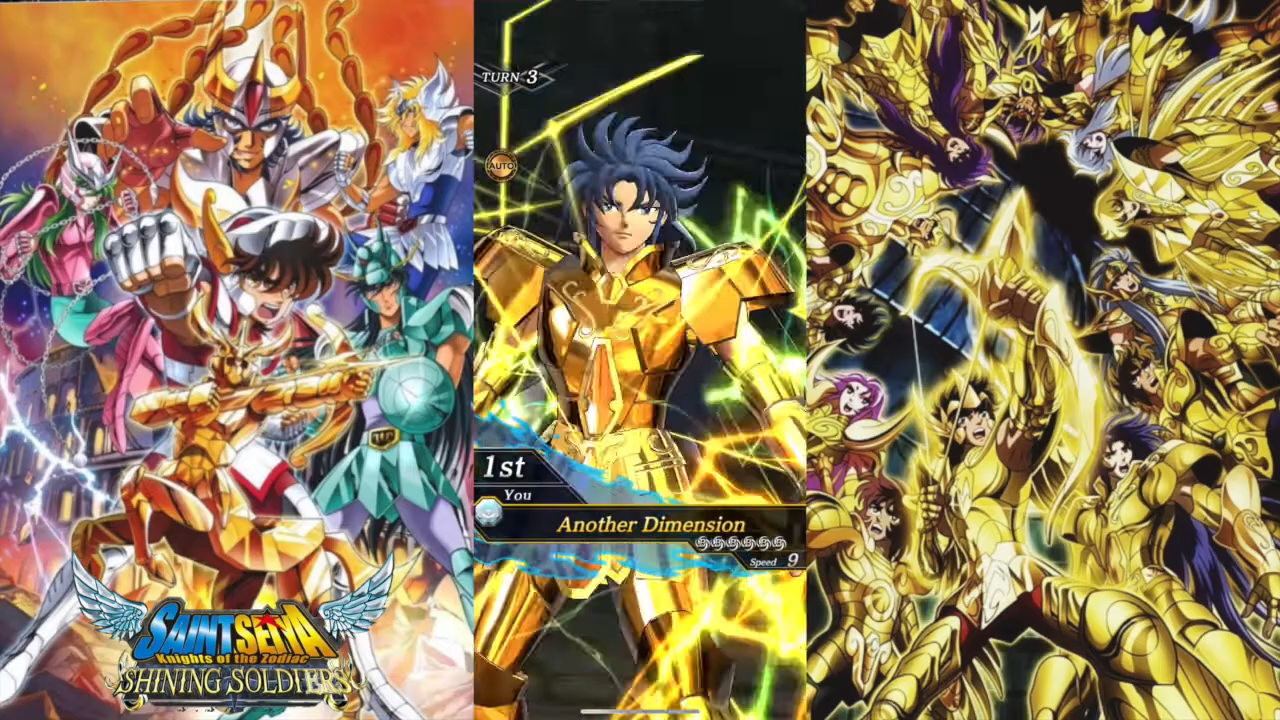 SAINT SEIYA
Knights of the Zodiac
SHINING SOLDIERS
TURN 3
AUTO
1st
You
Another Dimension
Speed 9